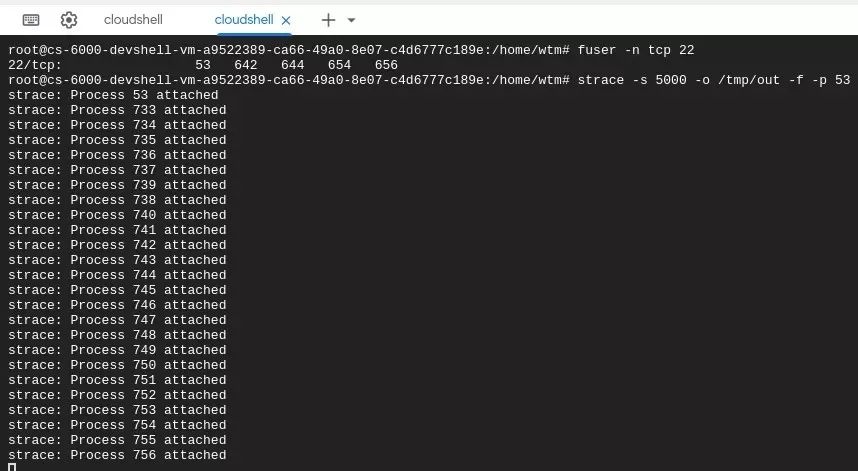 cloudshell cloudshell
root@cs-6000-devshell-vm-a9522389-ca66-49a0-8e07-c4d6777c189e:/home/wtm# fuser -n tcp 22
22/tcp: 53 642 644 654 656
root@cs-6000-devshell-vm-a9522389-ca66-49a0-8e07-c4d6777c189e:/home/wtm# strace -s 5000 -o /tmp/out -f -p 53
strace: Process 53 attached
strace: Process 733 attached
strace: Process 734 attached
strace: Process 735 attached
strace: Process 736 attached
strace: Process 737 attached
strace: Process 739 attached
strace: Process 738 attached
strace: Process 740 attached
strace: Process 741 attached
strace: Process 742 attached
strace: Process 743 attached
strace: Process 744 attached
strace: Process 745 attached
strace: Process 746 attached
strace: Process 747 attached
strace: Process 748 attached
strace: Process 749 attached
strace: Process 750 attached
strace: Process 751 attached
strace: Process 752 attached
strace: Process 753 attached
strace: Process 754 attached
strace: Process 755 attached
strace: Process 756 attached